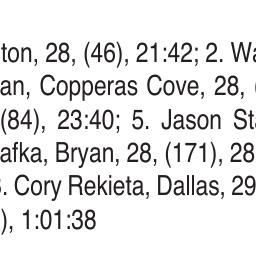 ton, 28, (46), 21:42; 2. Wa
an, Copperas Cove, 28, (
(84), 23:40; 5. Jason Sta
afka, Bryan, 28, (171), 28
. Cory Rekieta, Dallas, 29
), 1:01:38